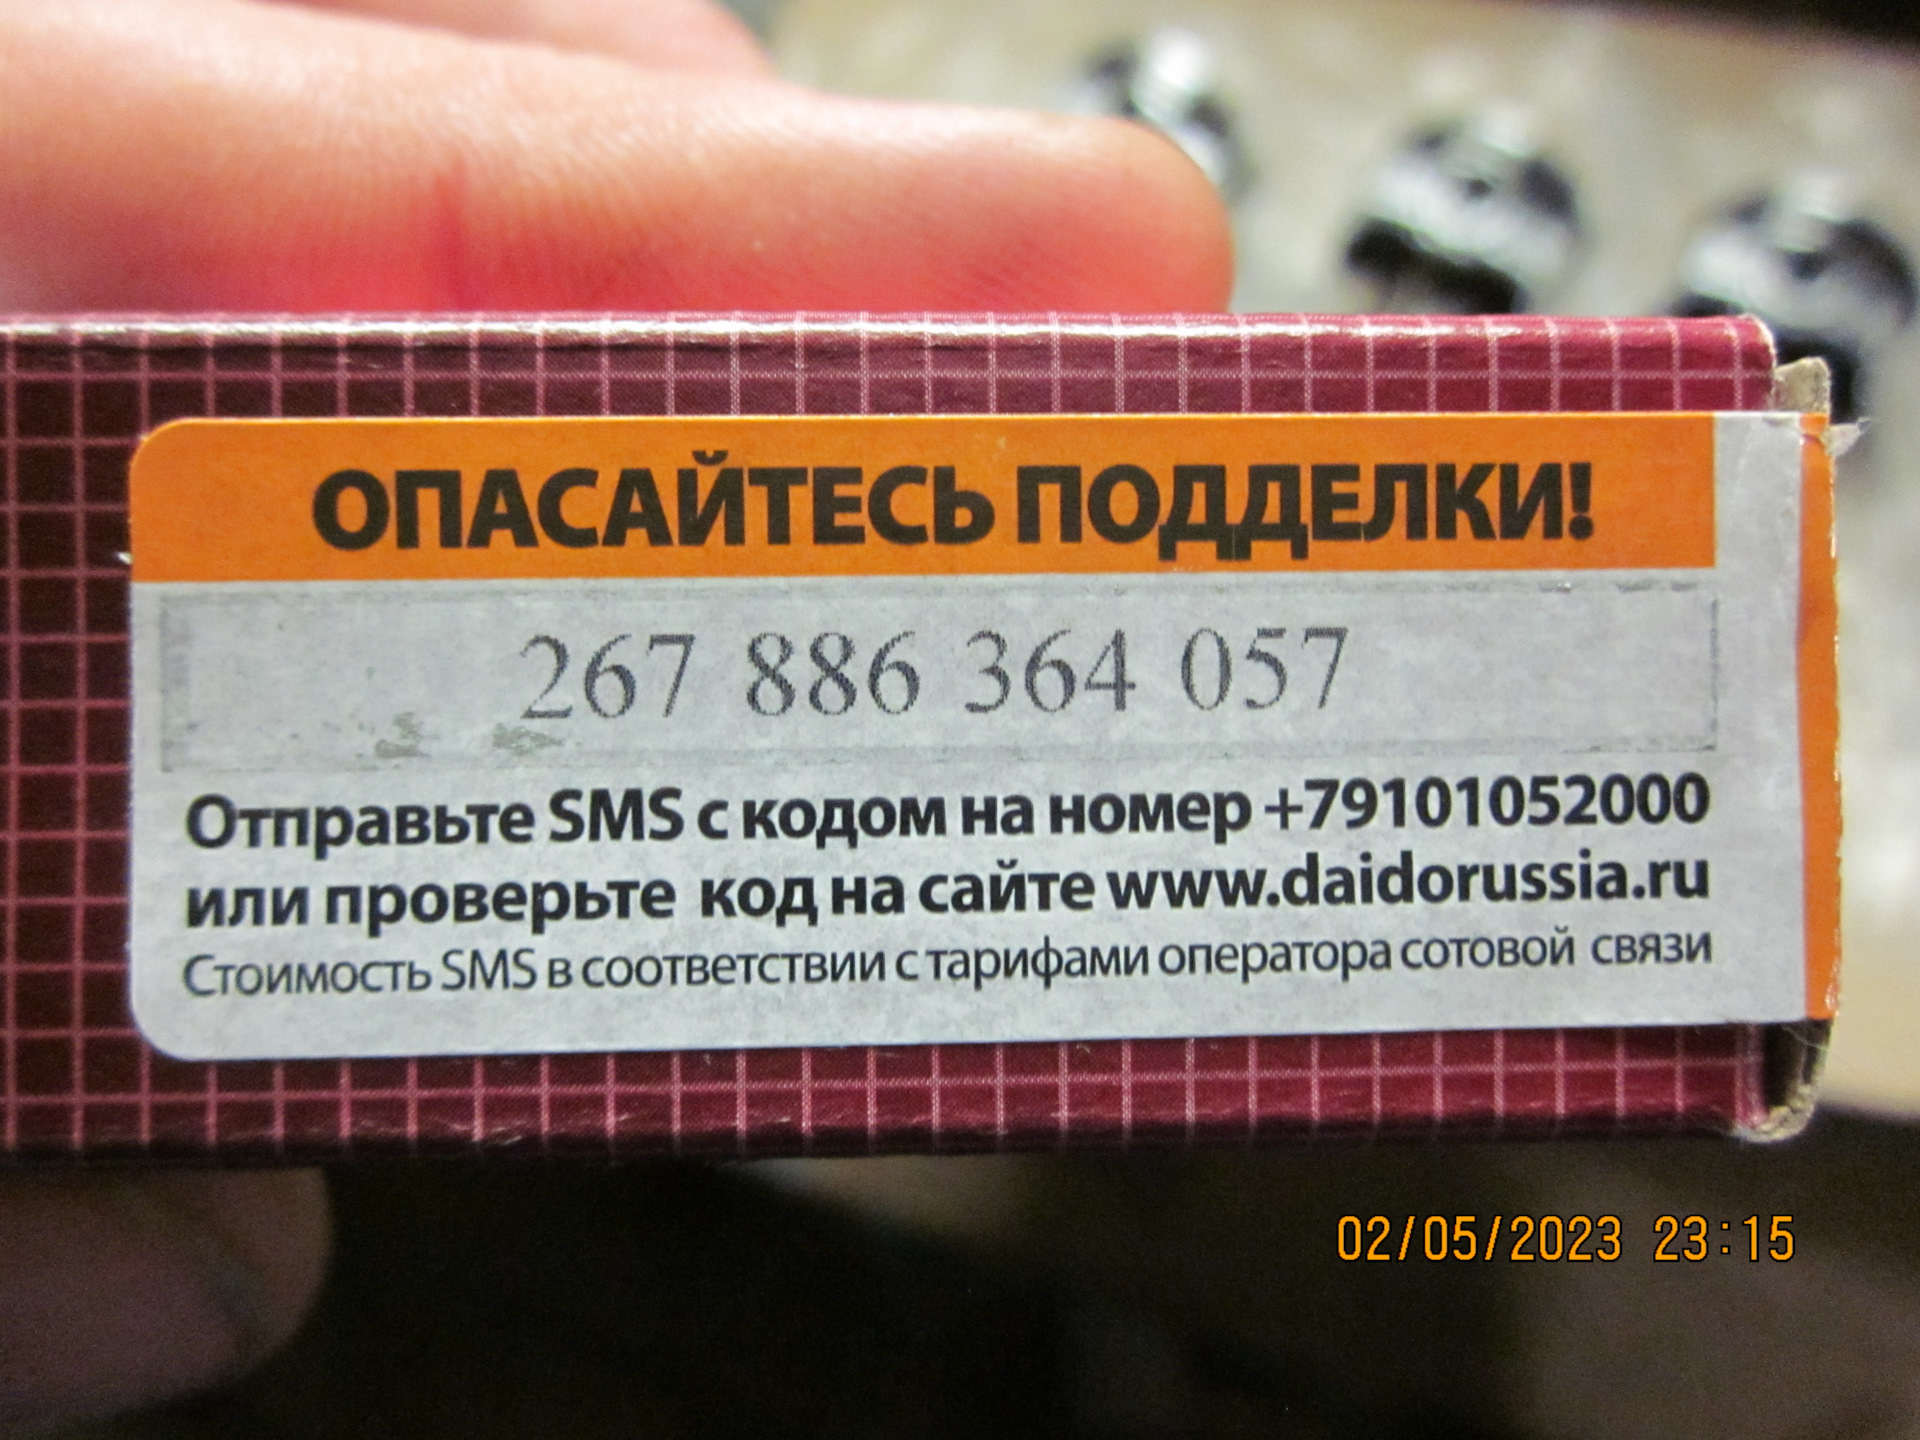 ОПАСАЙТЕСЬ ПОДДЕЛКИ!
267 886 364 057
Отправьте SMS с кодом на номер +79101052000
или проверьте код на сайте www.daidorussia.ru
Стоимость SMS в соответствии с тарифами оператора сотовой связи
02/05/2023 23:15